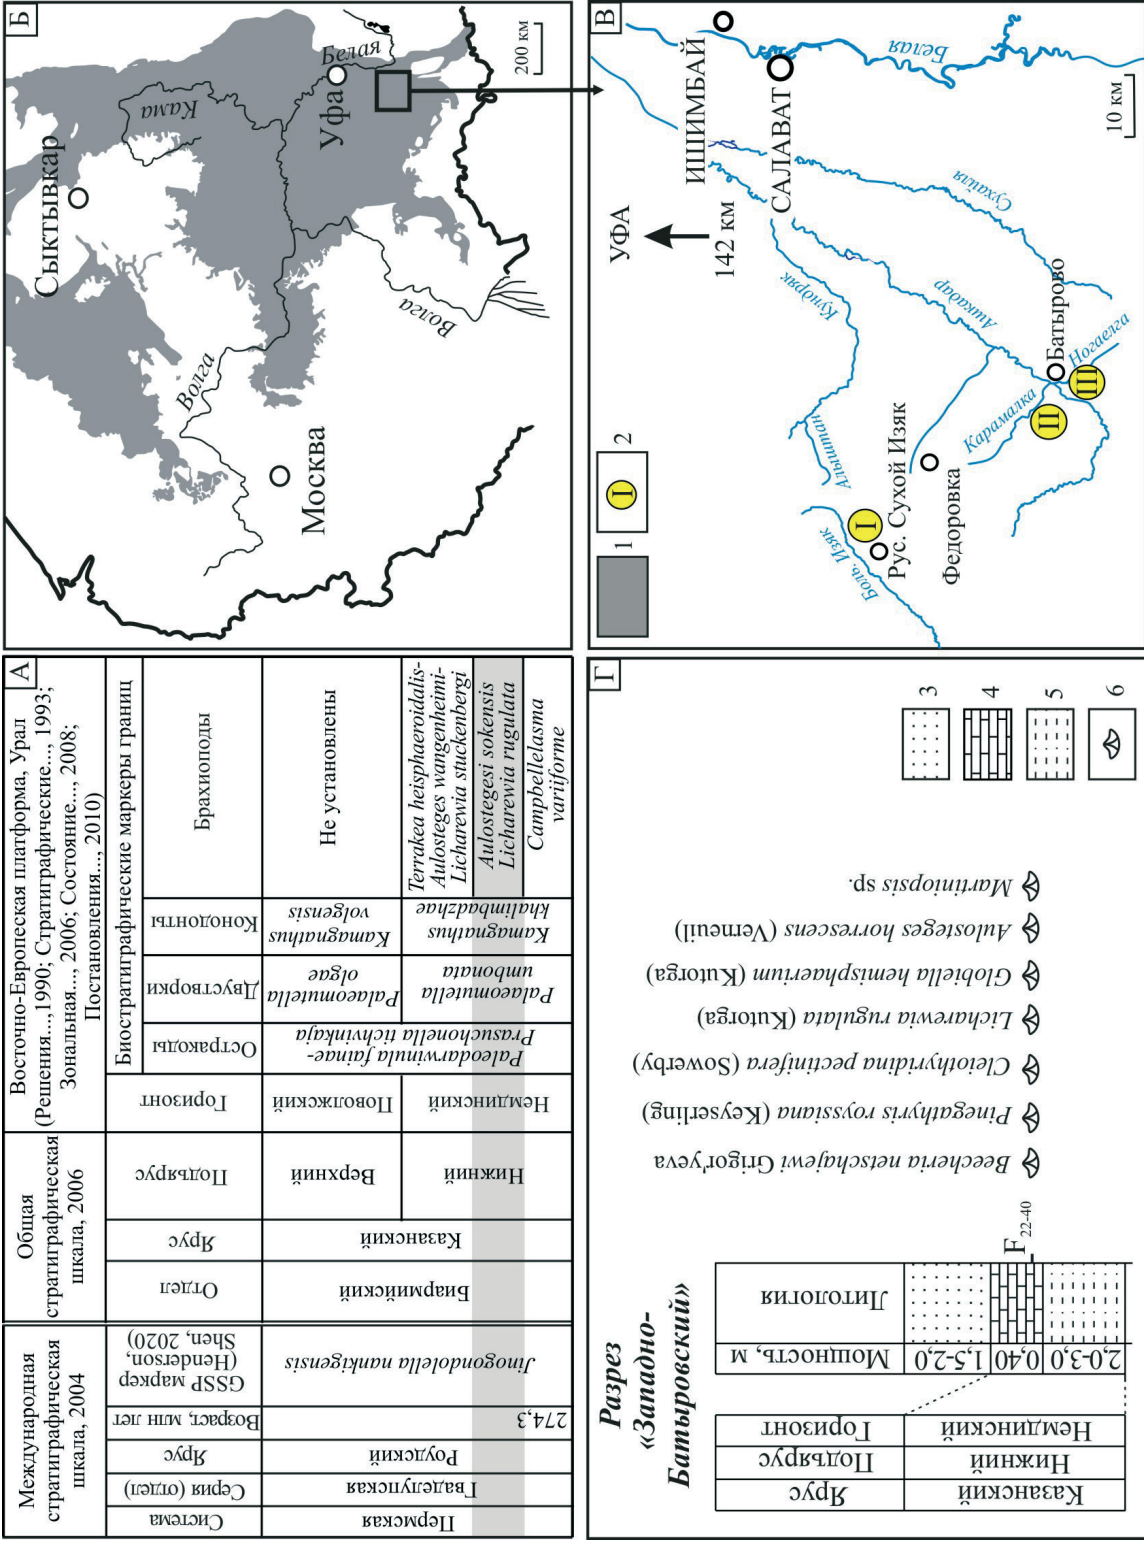 А
Международная
стратиграфическая
шкала, 2004
Общая
стратиграфическая
шкала, 2006
Восточно-Европеская платформа, Урал
(Решения...,1990; Стратиграфические..., 1993;
Зональная..., 2006; Состояние..., 2008;
Постановления..., 2010)
Система
Серия (отдел)
Ярус
Возраст, млн лет
GSSP маркер
(Henderson,
Shen, 2020)
Отдел
Ярус
Подъярус
Горизонт
Биостратиграфические маркеры границ
Остракоды
Двустворки
Конодонты
Брахиоподы
Пермская
Гваделупская
Роудский
274,3
Jinogondolella nankigensis
Биармийский
Казанский
Верхний
Нижний
Поволжский
Немдинский
Paleodarwinula fainae-
Prasuchonella tichvinkaja
Palaeomutella
olgae
Palaeomutella
umbonata
Kamagnathus
volgensis
Kamagnathus
khalimbadzhae
Не установлены
Terrakea heisphaeroidalis-
Aulosteges wangenheimi-
Licharewia stuckenbergi
Aulostegesi sokensis
Licharewia rugulata
Campbellelasma
variiforme
Б
Сыктывкар
Кама
Уфа
Белая
Волга
Волга
Москва
200 км
В
ИШИМБАЙ
САЛАВАТ
Белая
УФА
142 км
Сухайля
Кундряк
Ашкадар
Алыштан
Батырово
Ногаелга
Карамалка
II
III
I
Рус. Сухой Изяк
Федоровка
Боль. Изяк
10 км
1
I
2
Г
Разрез
«Западно-
Батыровский»
Ярус
Подъярус
Горизонт
Мощность, м
Литология
Казанский
Нижний
Немдинский
1,5-2,0
0,40
2,0-3,0
F22-40
Beecheria netschajewi Grigor'yeva
Pinegathyris royssiana (Keyserling)
Cleiothyridina pectinifera (Sowerby)
Licharewia rugulata (Kutorga)
Globiella hemisphaerium (Kutorga)
Aulosteges horrescens (Verneuil)
Martiniopsis sp.
3
4
5
6